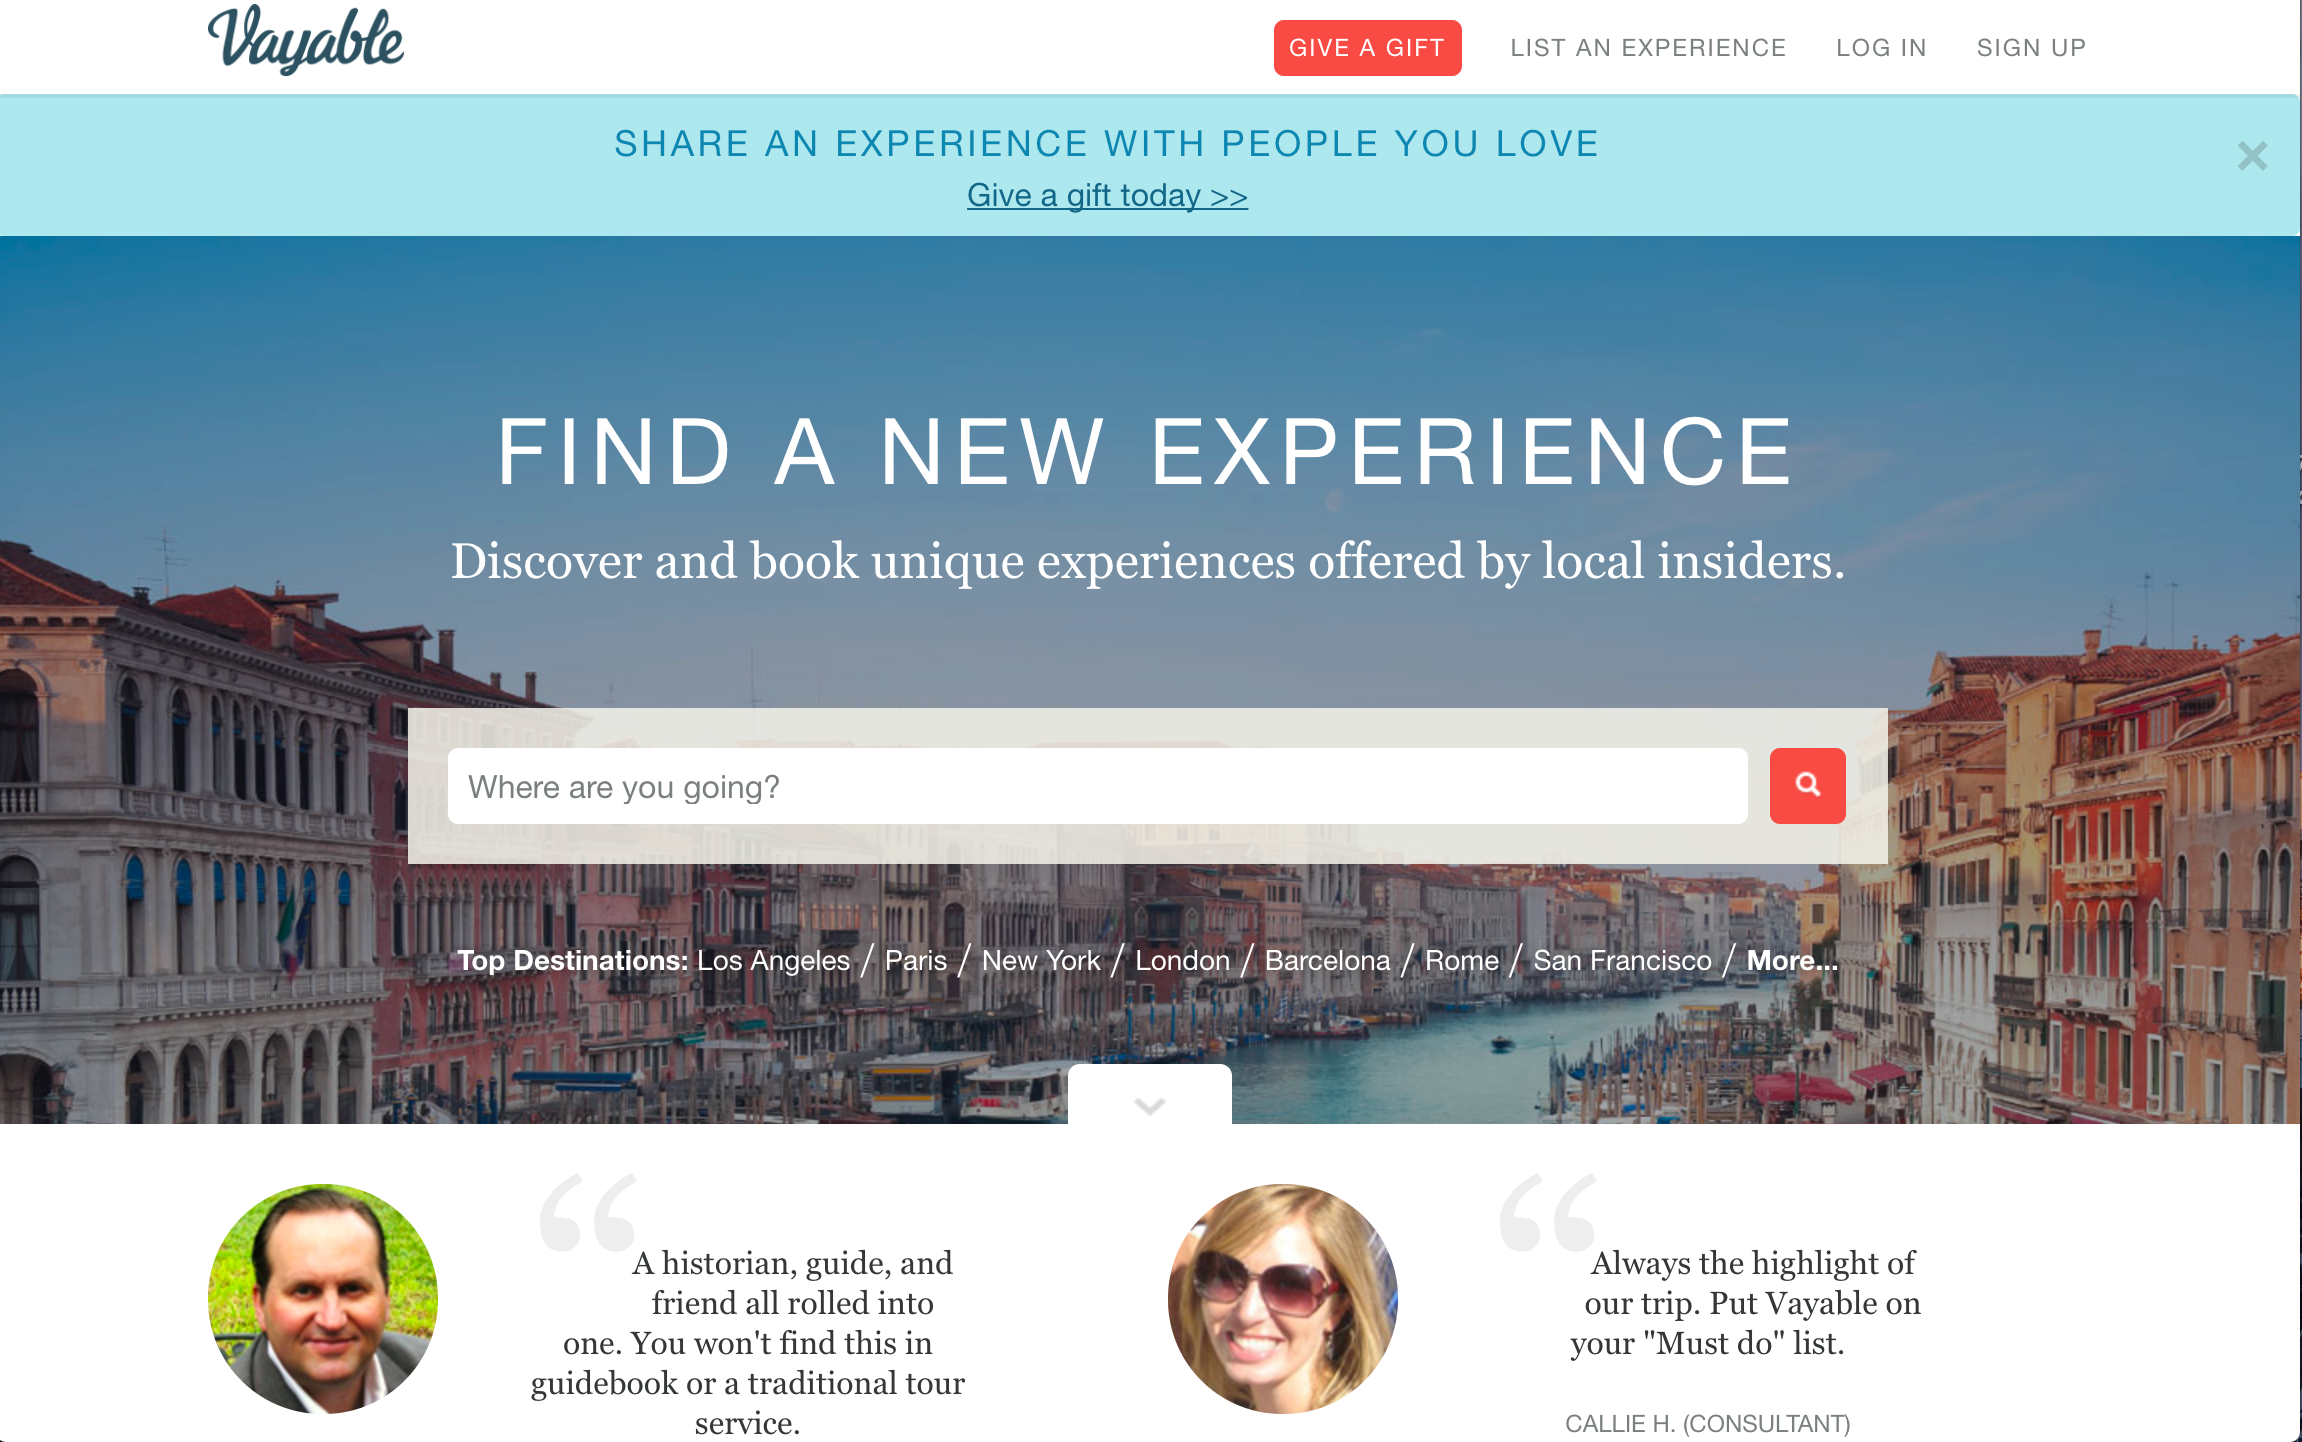 Vayable
GIVE A GIFT
LIST AN EXPERIENCE
LOG IN
SIGN UP
SHARE AN EXPERIENCE WITH PEOPLE YOU LOVE
Give a gift today >>
×
FIND A NEW EXPERIENCE
Discover and book unique experiences offered by local insiders.
Where are you going?
Top Destinations: Los Angeles / Paris / New York / London / Barcelona / Rome / San Francisco / More...
“
A historian, guide, and
friend all rolled into
one. You won't find this in
guidebook or a traditional tour
service.
“
Always the highlight of
our trip. Put Vayable on
your "Must do" list.
CALLIE H. (CONSULTANT)